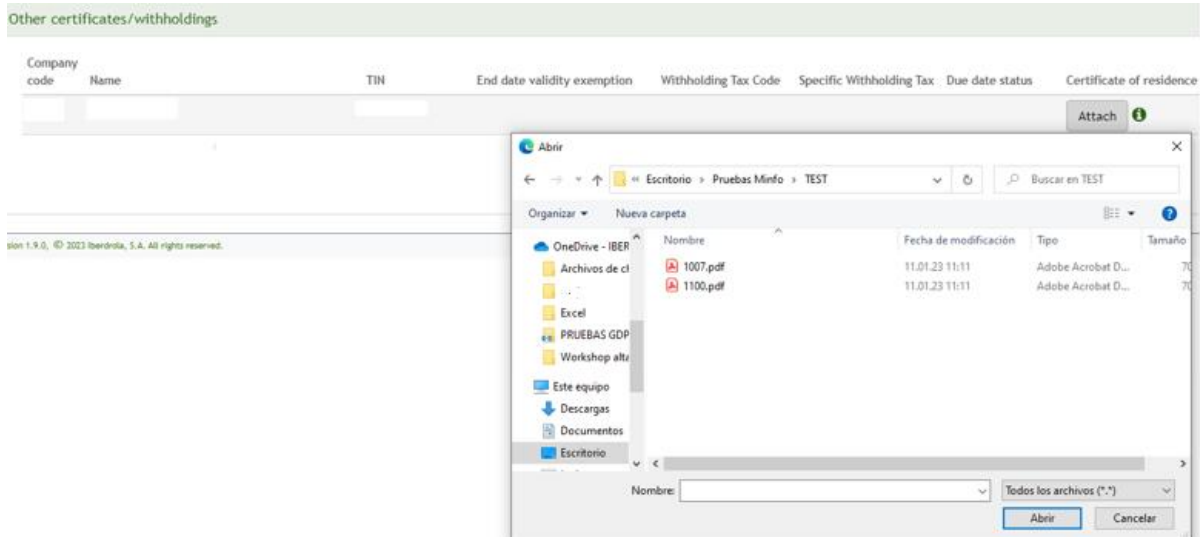 Other certificates/withholdings
Company
code Name TIN End date validity exemption Withholding Tax Code Specific Withholding Tax Due date status Certificate of residence
Attach
Abrir
« Escritorio > Pruebas Minfo > TEST
Buscar en TEST
Organizar Nueva carpeta
OneDrive - IBER
Archivos de cl
Excel
PRUEBAS GDP
Workshop alta
Este equipo
Descargas
Documentos
Escritorio
Nombre Fecha de modificación Tipo Tamaño
1007.pdf 11.01.23 11:11 Adobe Acrobat D... 70
1100.pdf 11.01.23 11:11 Adobe Acrobat D... 70
Nombre: Todos los archivos (*.*)
Abrir Cancelar
sion 1.9.0, © 2023 Iberdrola, S.A. All rights reserved.